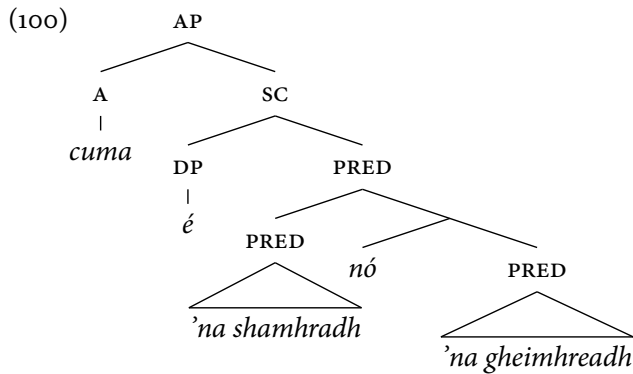 (100) AP
A SC
cuma
DP PRED
é
PRED nó PRED
’na shamhradh
’na gheimhreadh